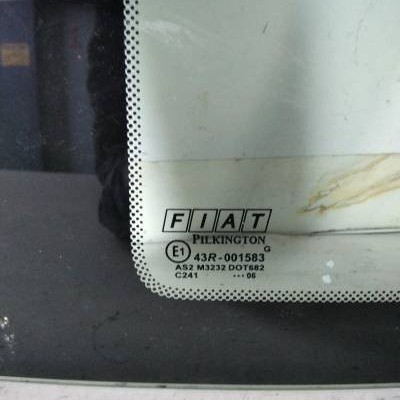 FIAT
PILKINGTON
G
E1 43R-001583
AS2 M3232 DOT682
C241 ··· 06